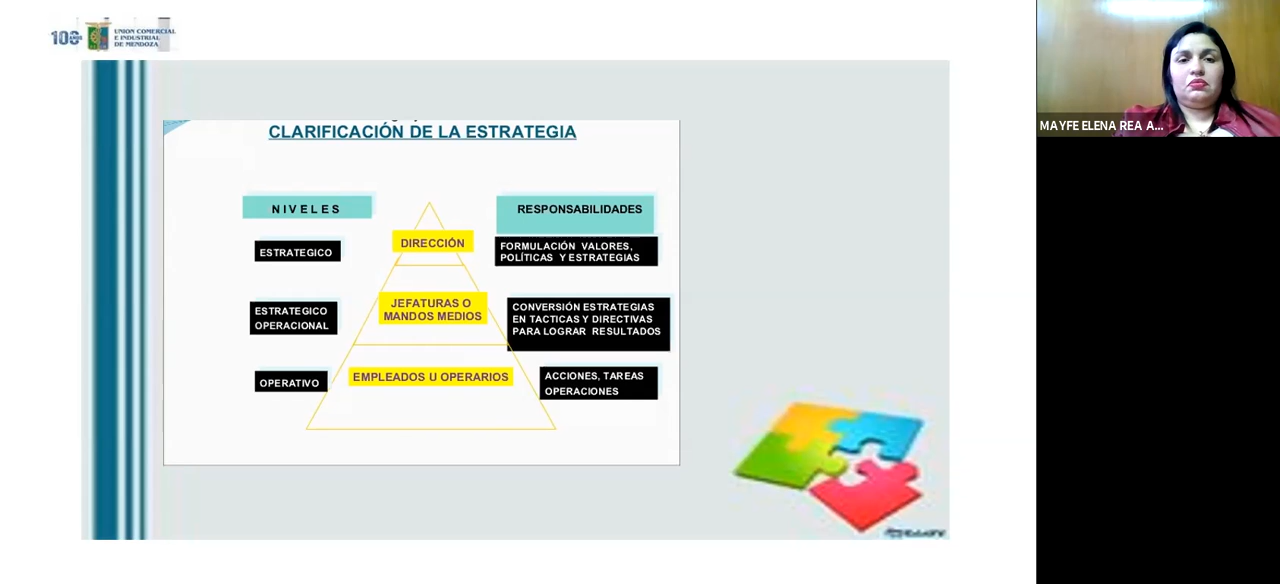 100 AÑOS
UNION COMERCIAL
E INDUSTRIAL
DE MENDOZA
CLARIFICACIÓN DE LA ESTRATEGIA
NIVELES
RESPONSABILIDADES
ESTRATEGICO
DIRECCIÓN
FORMULACIÓN VALORES,
POLÍTICAS Y ESTRATEGIAS
ESTRATEGICO
OPERACIONAL
JEFATURAS O
MANDOS MEDIOS
CONVERSIÓN ESTRATEGIAS
EN TACTICAS Y DIRECTIVAS
PARA LOGRAR RESULTADOS
OPERATIVO
EMPLEADOS U OPERARIOS
ACCIONES, TAREAS
OPERACIONES
MAYFE ELENA REA A...